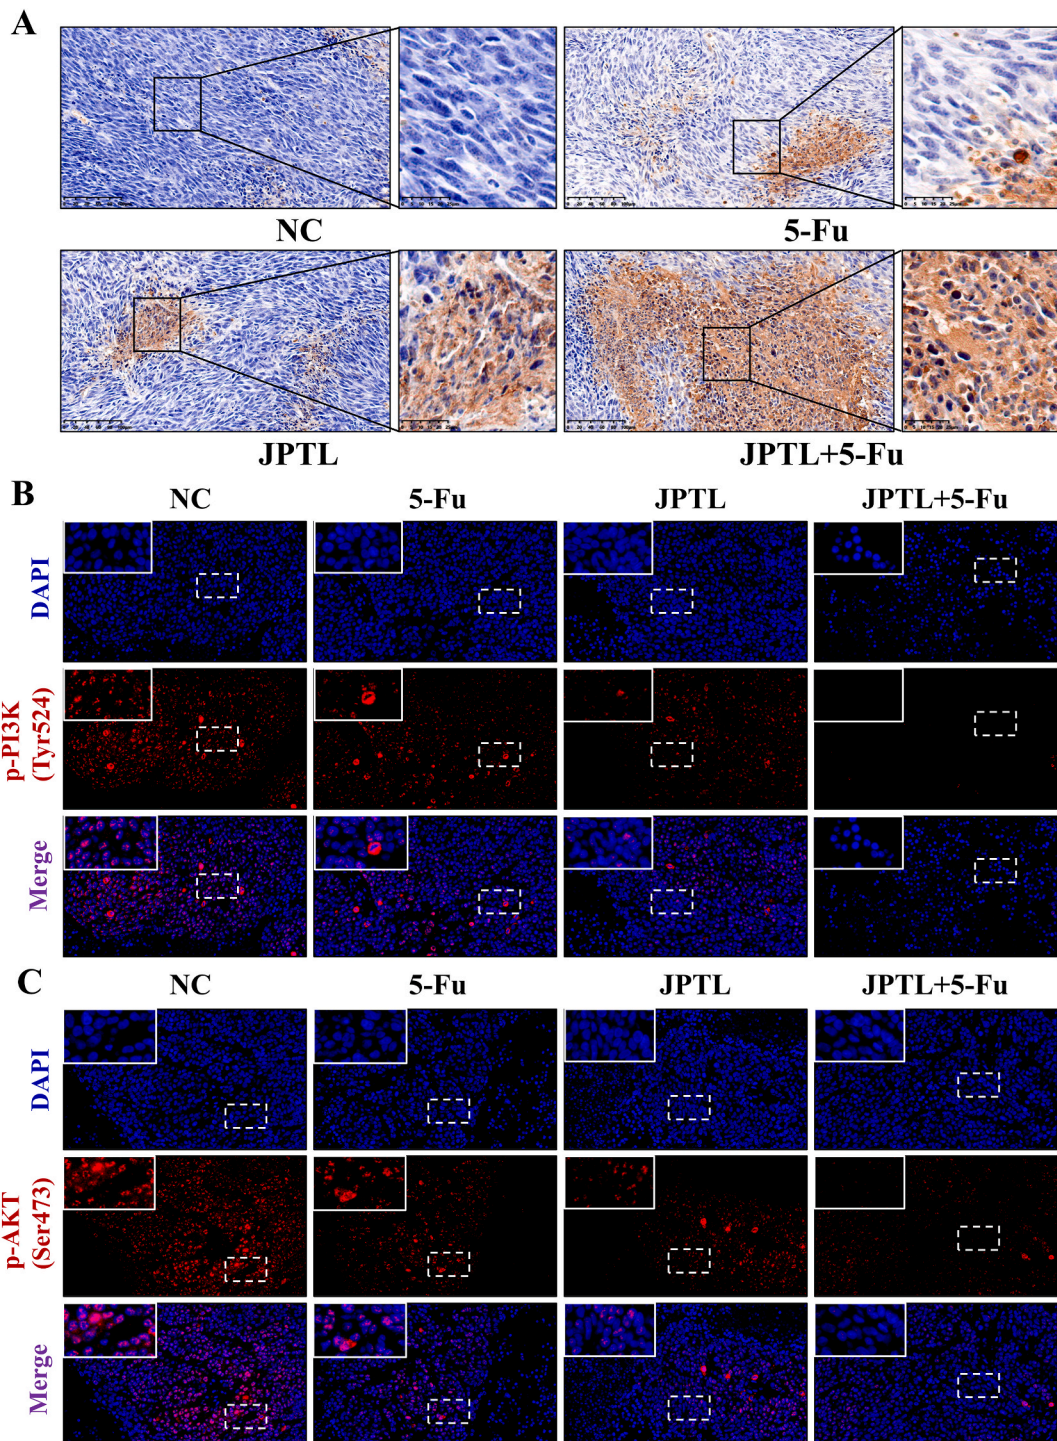 A
NC
5-Fu
JPTL
JPTL+5-Fu
B
NC 5-Fu JPTL JPTL+5-Fu
DAPI
p-PI3K
(Tyr524)
Merge
C
NC 5-Fu JPTL JPTL+5-Fu
DAPI
p-AKT
(Ser473)
Merge